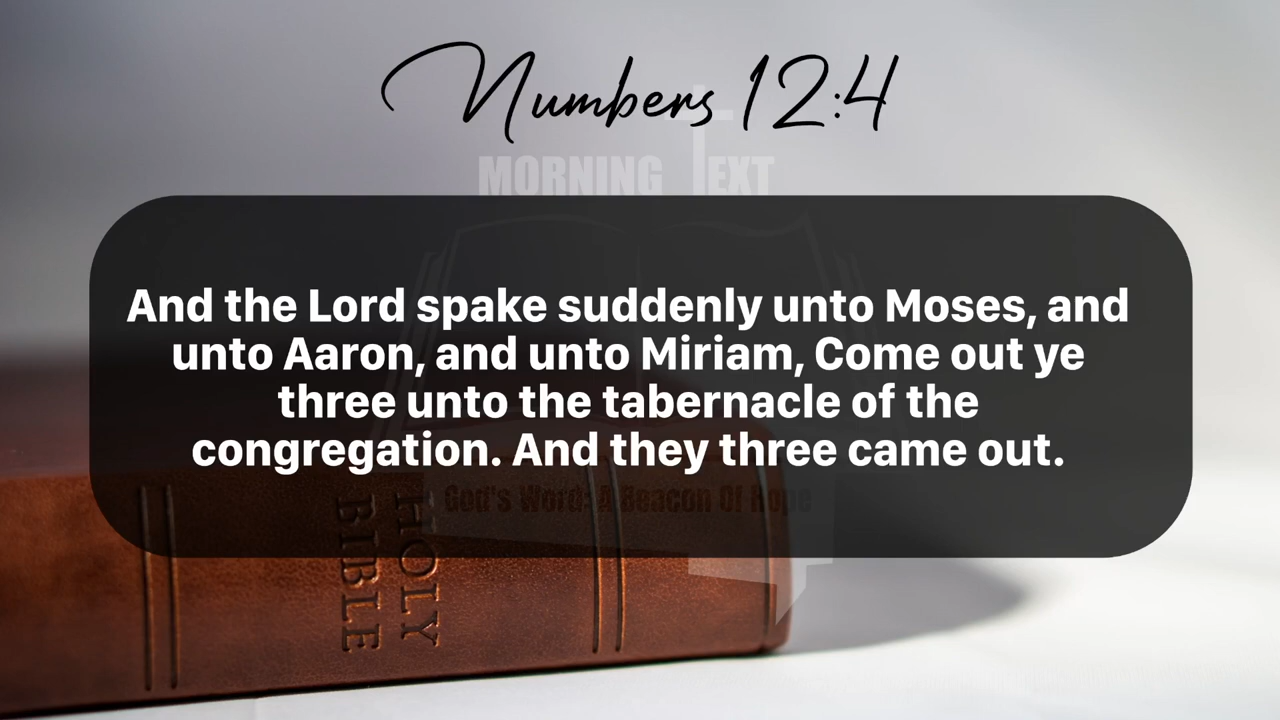 Numbers 12:4
MORNING TEXT
And the Lord spake suddenly unto Moses, and
unto Aaron, and unto Miriam, Come out ye
three unto the tabernacle of the
congregation. And they three came out.
God's Word: A Beacon Of Hope
HOLY
BIBLE